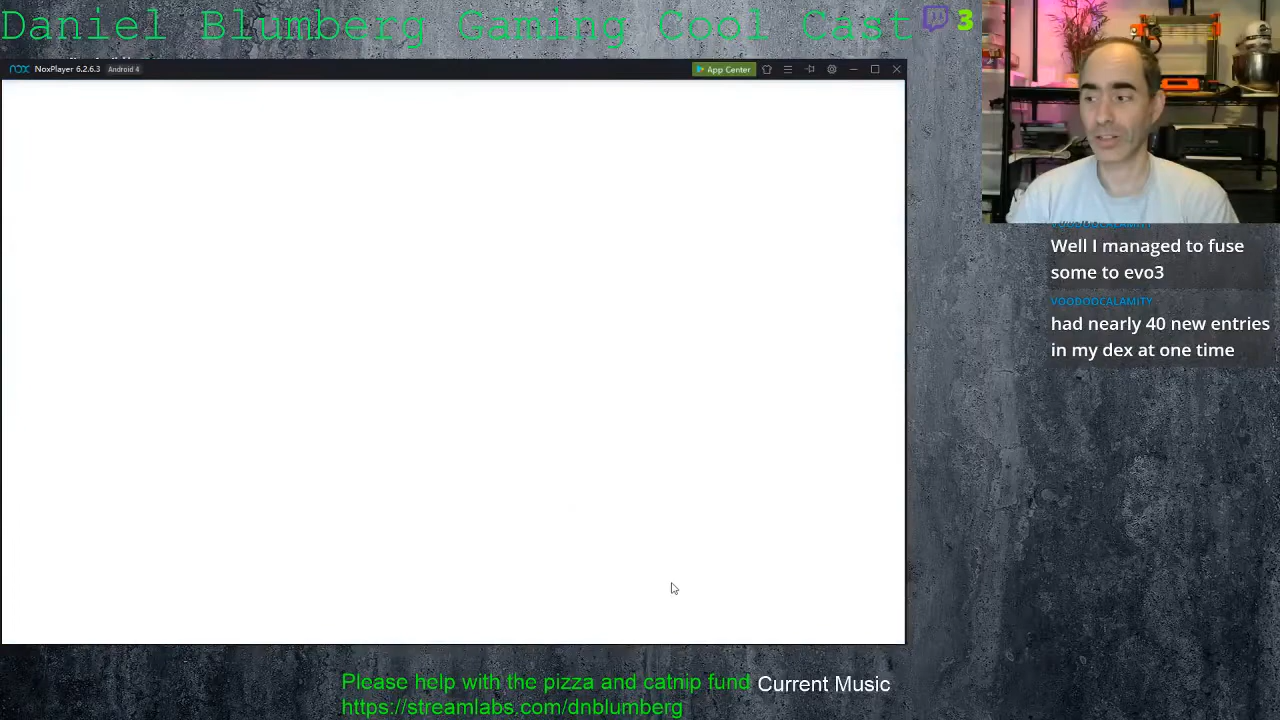 Daniel Blumberg Gaming Cool Cast
3
nox NoxPlayer 6.2.6.3 Android 4
App Center
VOODOOCALAMITY
Well I managed to fuse
some to evo3
VOODOOCALAMITY
had nearly 40 new entries
in my dex at one time
Please help with the pizza and catnip fund
https://streamlabs.com/dnblumberg
Current Music